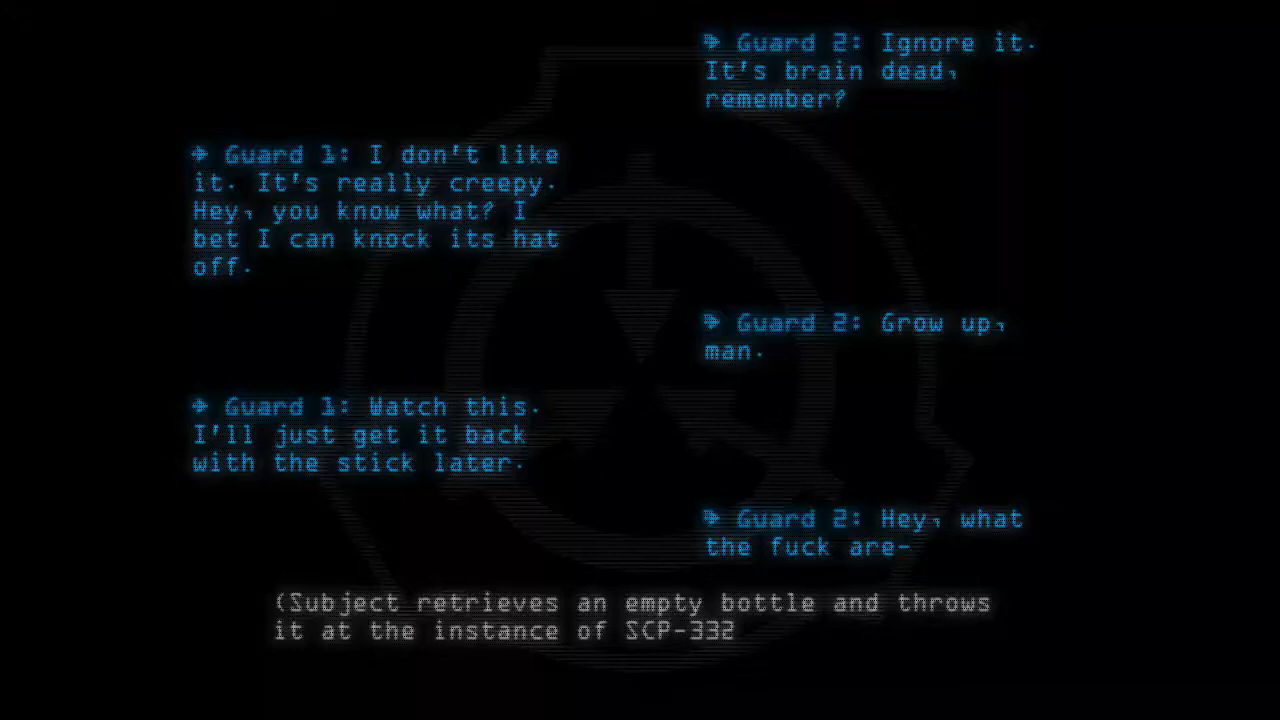 → Guard 2: Ignore it.
It's brain dead,
remember?
→ Guard 1: I don't like
it. It's really creepy.
Hey, you know what? I
bet I can knock its hat
off.
→ Guard 2: Grow up,
man.
→ Guard 1: Watch this.
I'll just get it back
with the stick later.
→ Guard 2: Hey, what
the fuck are-
(Subject retrieves an empty bottle and throws
it at the instance of SCP-332